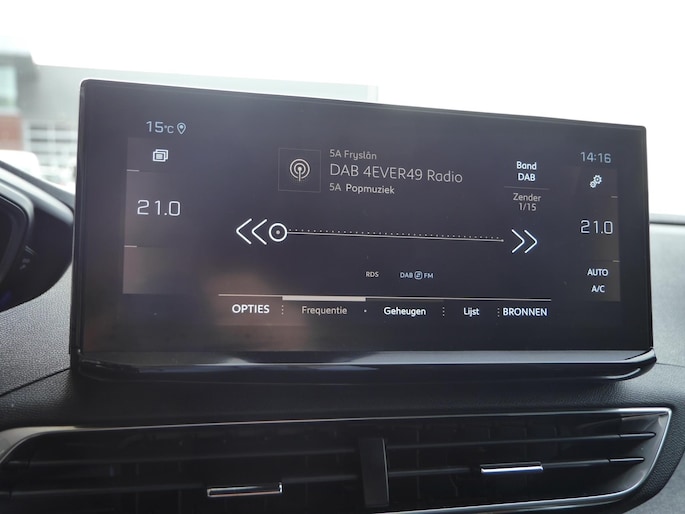 15°C
14:16
5A Fryslân
DAB 4EVER49 Radio
5A Popmuziek
Band
DAB
Zender
1/15
21.0
21.0
RDS
DAB FM
AUTO
A/C
OPTIES
Frequentie
Geheugen
Lijst
BRONNEN